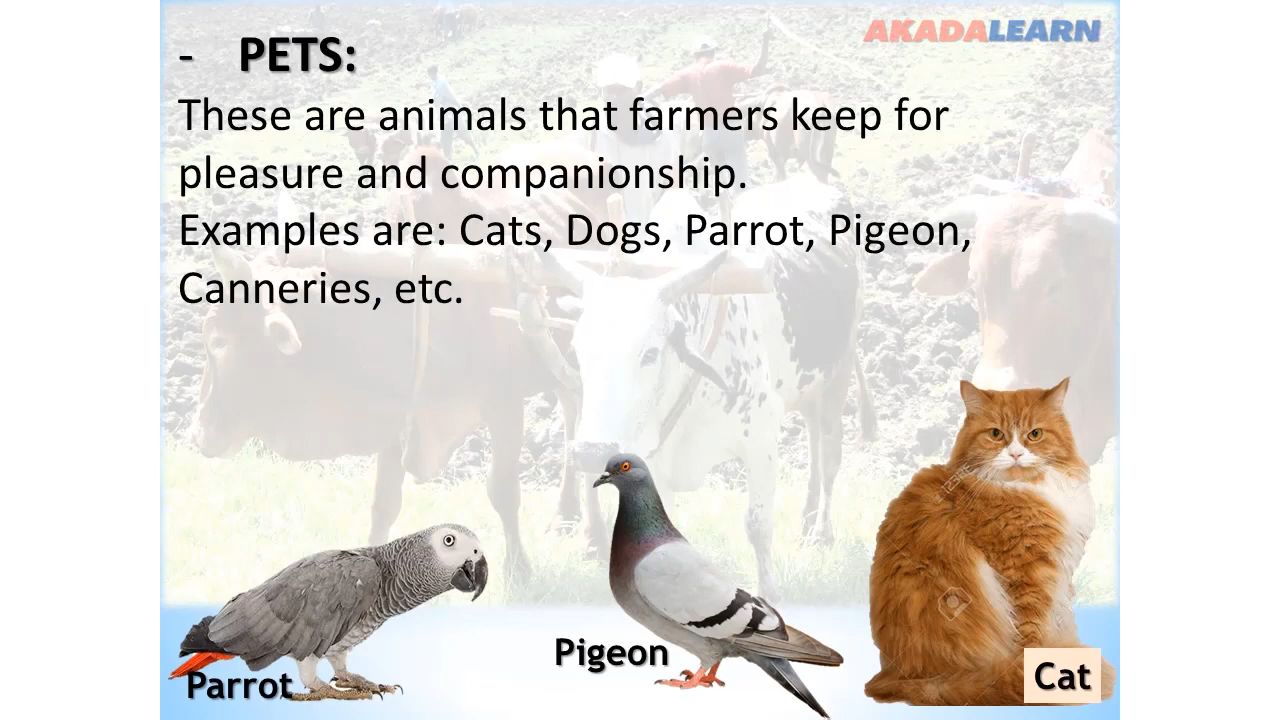 AKADALEARN
- PETS:
These are animals that farmers keep for
pleasure and companionship.
Examples are: Cats, Dogs, Parrot, Pigeon,
Canneries, etc.
Parrot
Pigeon
Cat